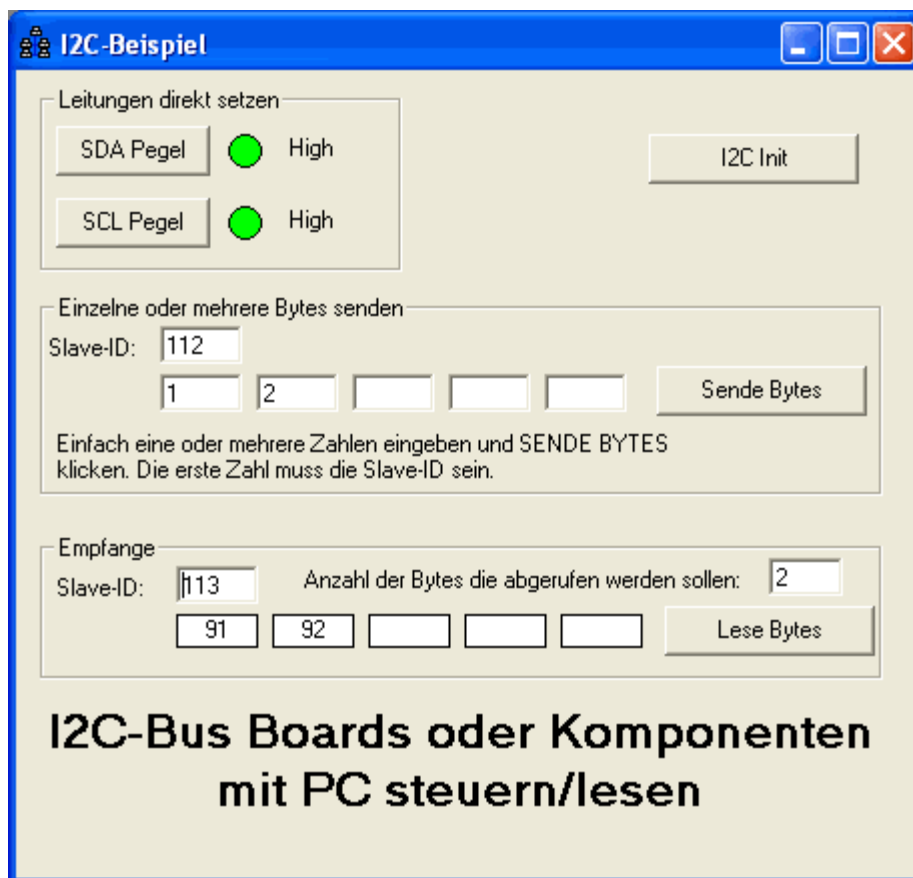 I2C-Beispiel
Leitungen direkt setzen
SDA Pegel High
I2C Init
SCL Pegel High
Einzelne oder mehrere Bytes senden
Slave-ID: 112
1 2 Sende Bytes
Einfach eine oder mehrere Zahlen eingeben und SENDE BYTES
klicken. Die erste Zahl muss die Slave-ID sein.
Empfange
Slave-ID: 113 Anzahl der Bytes die abgerufen werden sollen: 2
91 92 Lese Bytes
I2C-Bus Boards oder Komponenten
mit PC steuern/lesen